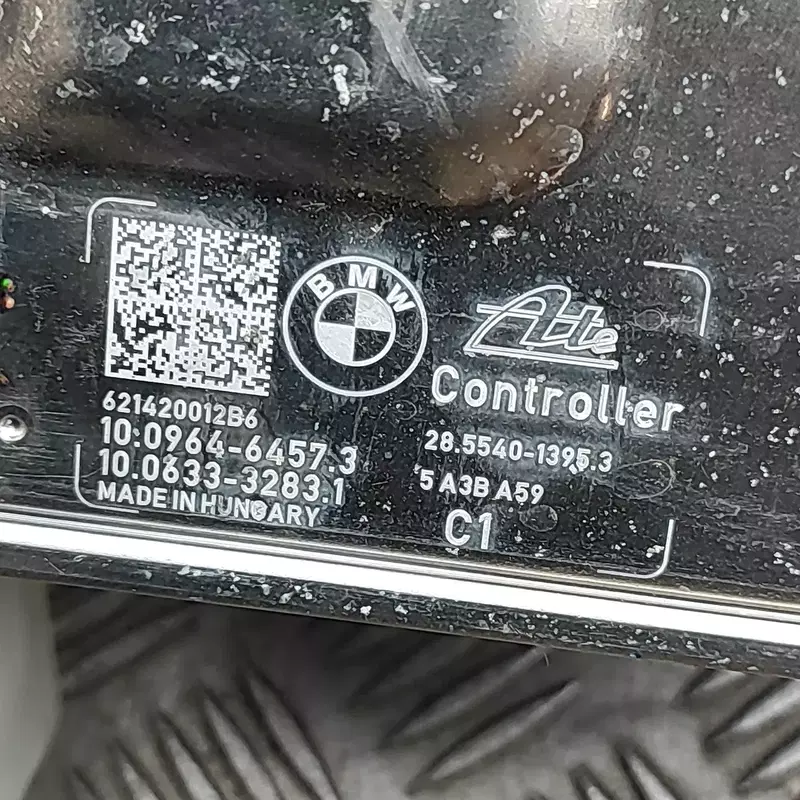 BMW
Ate
Controller
621420012B6
10.0964-6457.3
10.0633-3283.1
MADE IN HUNGARY
28.5540-1395.3
5 A3B A59
C1